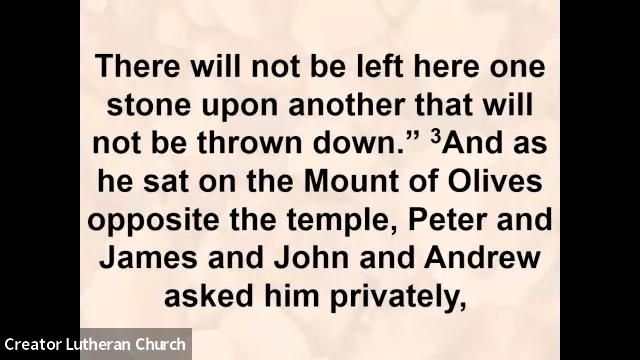 There will not be left here one
stone upon another that will
not be thrown down.” ³And as
he sat on the Mount of Olives
opposite the temple, Peter and
James and John and Andrew
asked him privately,
Creator Lutheran Church